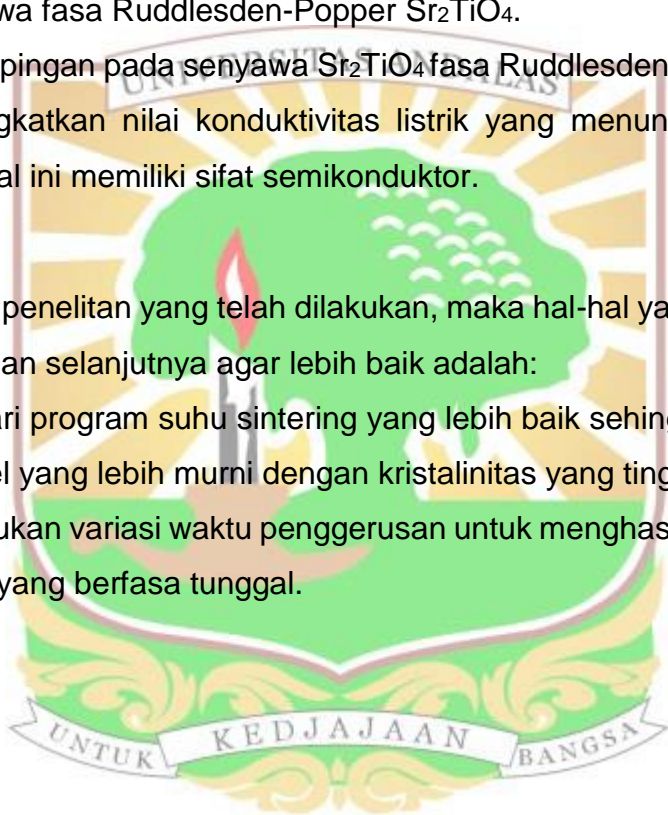 wa fasa Ruddlesden-Popper Sr₂TiO₄.
pingan pada senyawa Sr₂TiO₄ fasa Ruddlesden
UNIVERSITAS ANDALAS
gkatkan nilai konduktivitas listrik yang menun
al ini memiliki sifat semikonduktor.
penelitan yang telah dilakukan, maka hal-hal ya
an selanjutnya agar lebih baik adalah:
ari program suhu sintering yang lebih baik sehing
el yang lebih murni dengan kristalinitas yang ting
ukan variasi waktu penggerusan untuk menghas
yang berfasa tunggal.
UNTUK KEDJAJAAN BANGSA